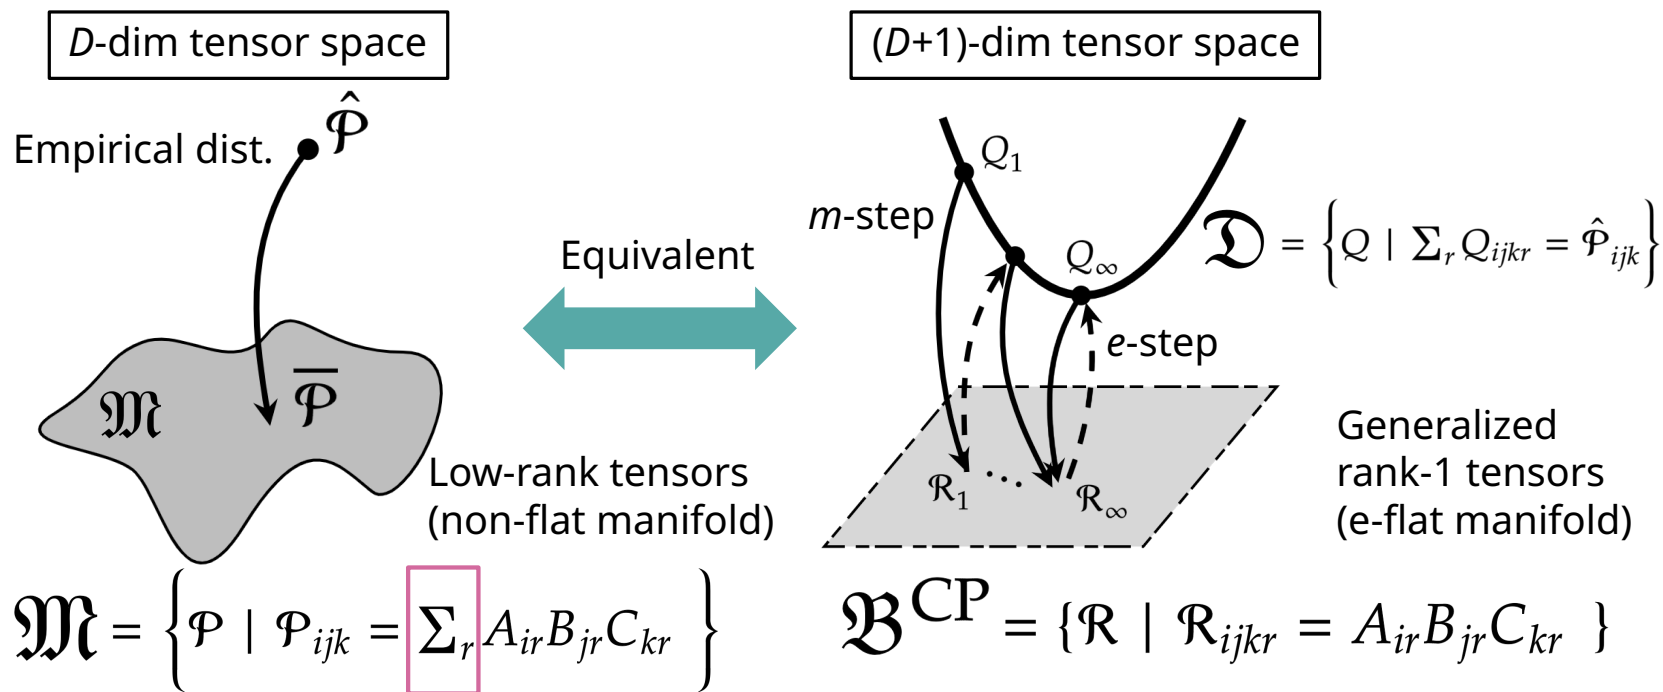 D-dim tensor space
(D+1)-dim tensor space
Empirical dist.
𝒫̂
Q₁
m-step
Equivalent
Q∞
𝔇 = {Q | Σᵣ Qᵢⱼₖᵣ = 𝒫̂ᵢⱼₖ}
e-step
𝔐
𝒫̅
Low-rank tensors
(non-flat manifold)
ℛ₁ ⋯ ℛ∞
Generalized
rank-1 tensors
(e-flat manifold)
𝔐 = {𝒫 | 𝒫ᵢⱼₖ = Σᵣ AᵢᵣBⱼᵣCₖᵣ }
𝔅^CP = {ℛ | ℛᵢⱼₖᵣ = AᵢᵣBⱼᵣCₖᵣ }